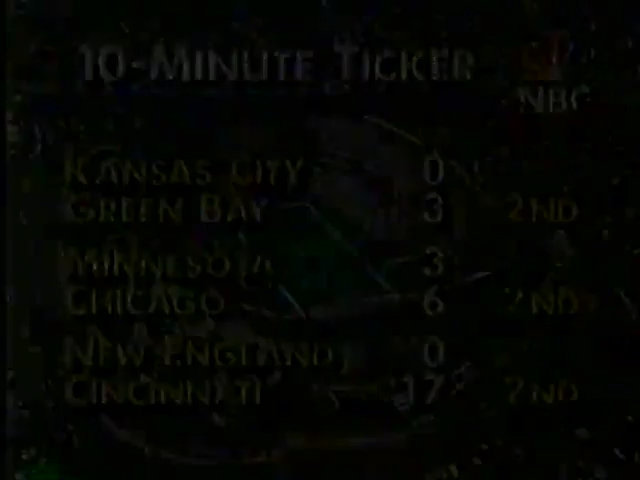 10-MINUTE TICKER
NBC
KANSAS CITY 0
GREEN BAY 3 2ND
MINNESOTA 3
CHICAGO 6 2ND
NEW ENGLAND 0
CINCINNATI 17 2ND